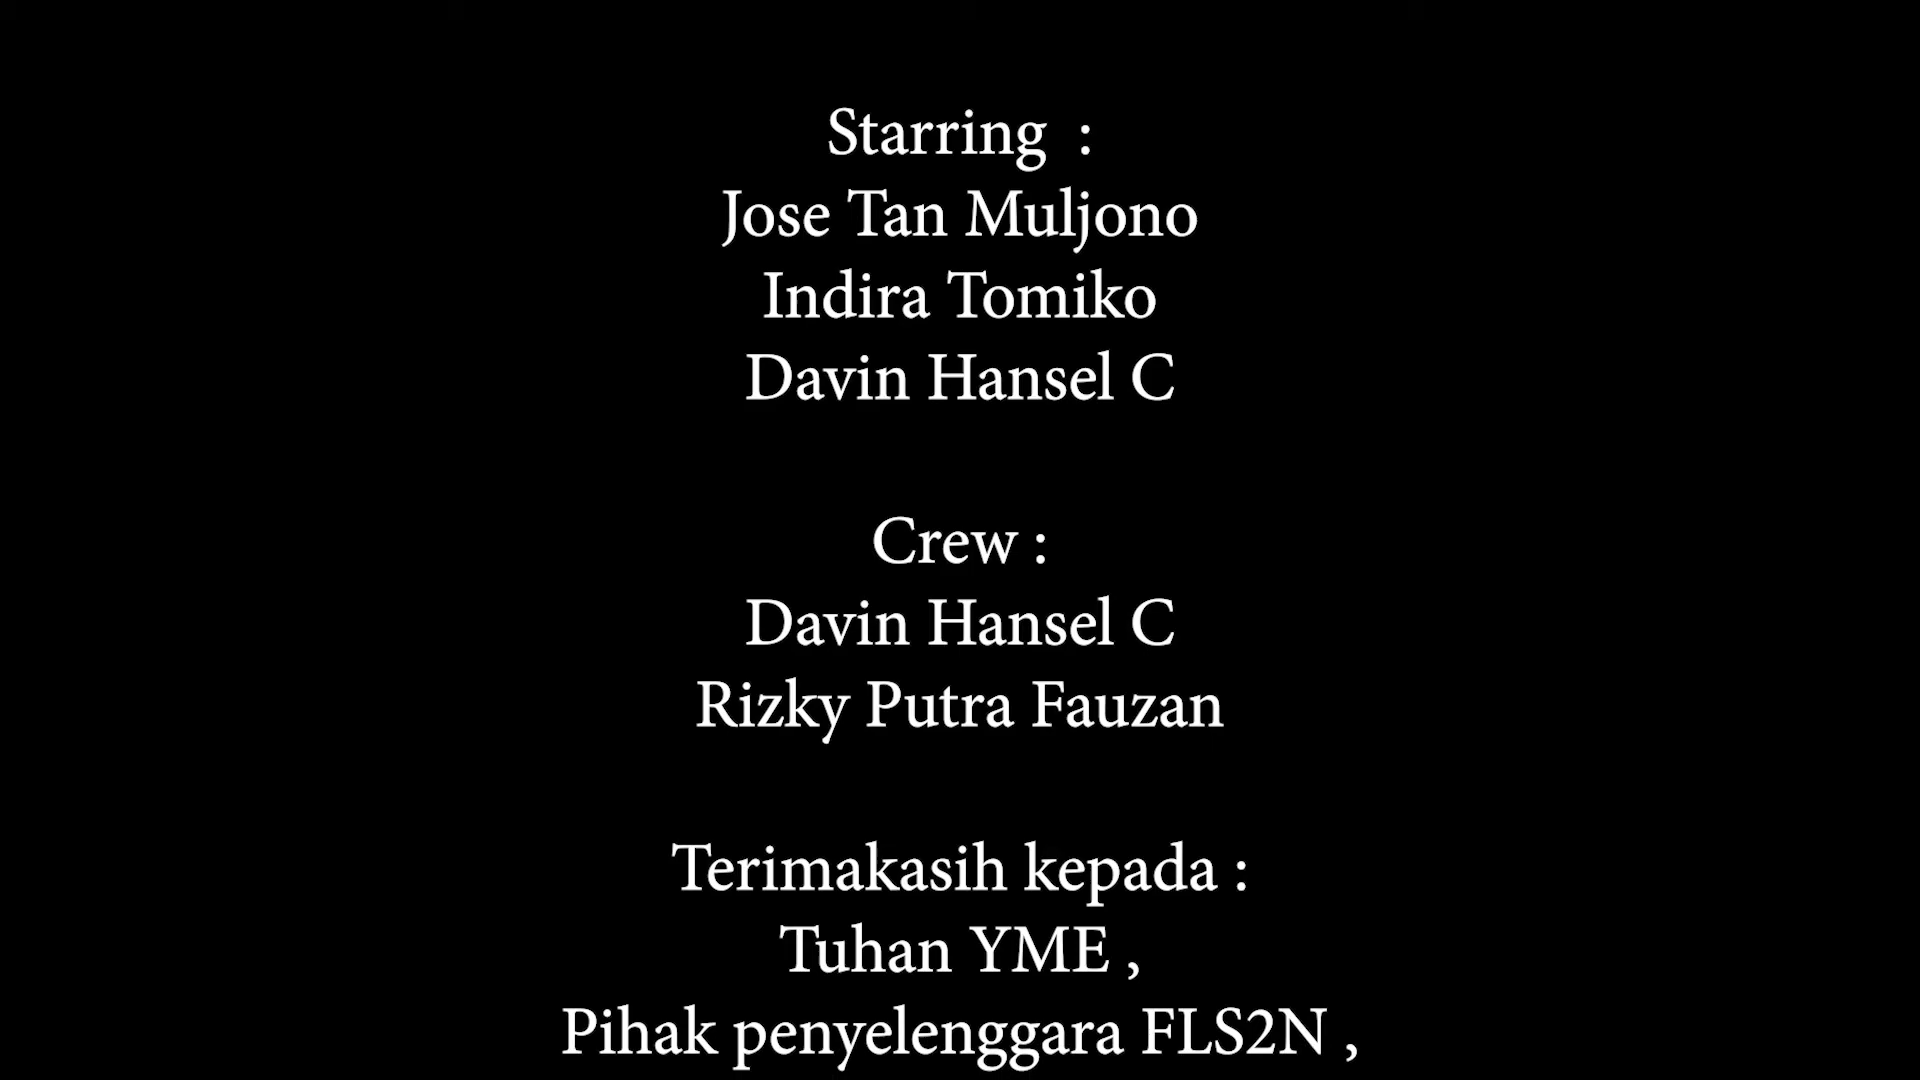 Starring  :
Jose Tan Muljono
Indira Tomiko
Davin Hansel C
Crew :
Davin Hansel C
Rizky Putra Fauzan
Terimakasih kepada :
Tuhan YME ,
Pihak penyelenggara FLS2N ,